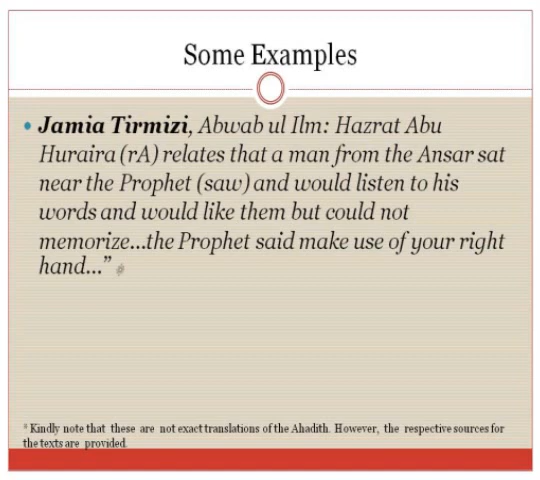 Some Examples
• Jamia Tirmizi, Abwab ul Ilm: Hazrat Abu
Huraira (rA) relates that a man from the Ansar sat
near the Prophet (saw) and would listen to his
words and would like them but could not
memorize...the Prophet said make use of your right
hand...” *
* Kindly note that these are not exact translations of the Ahadith. However, the respective sources for
the texts are provided.